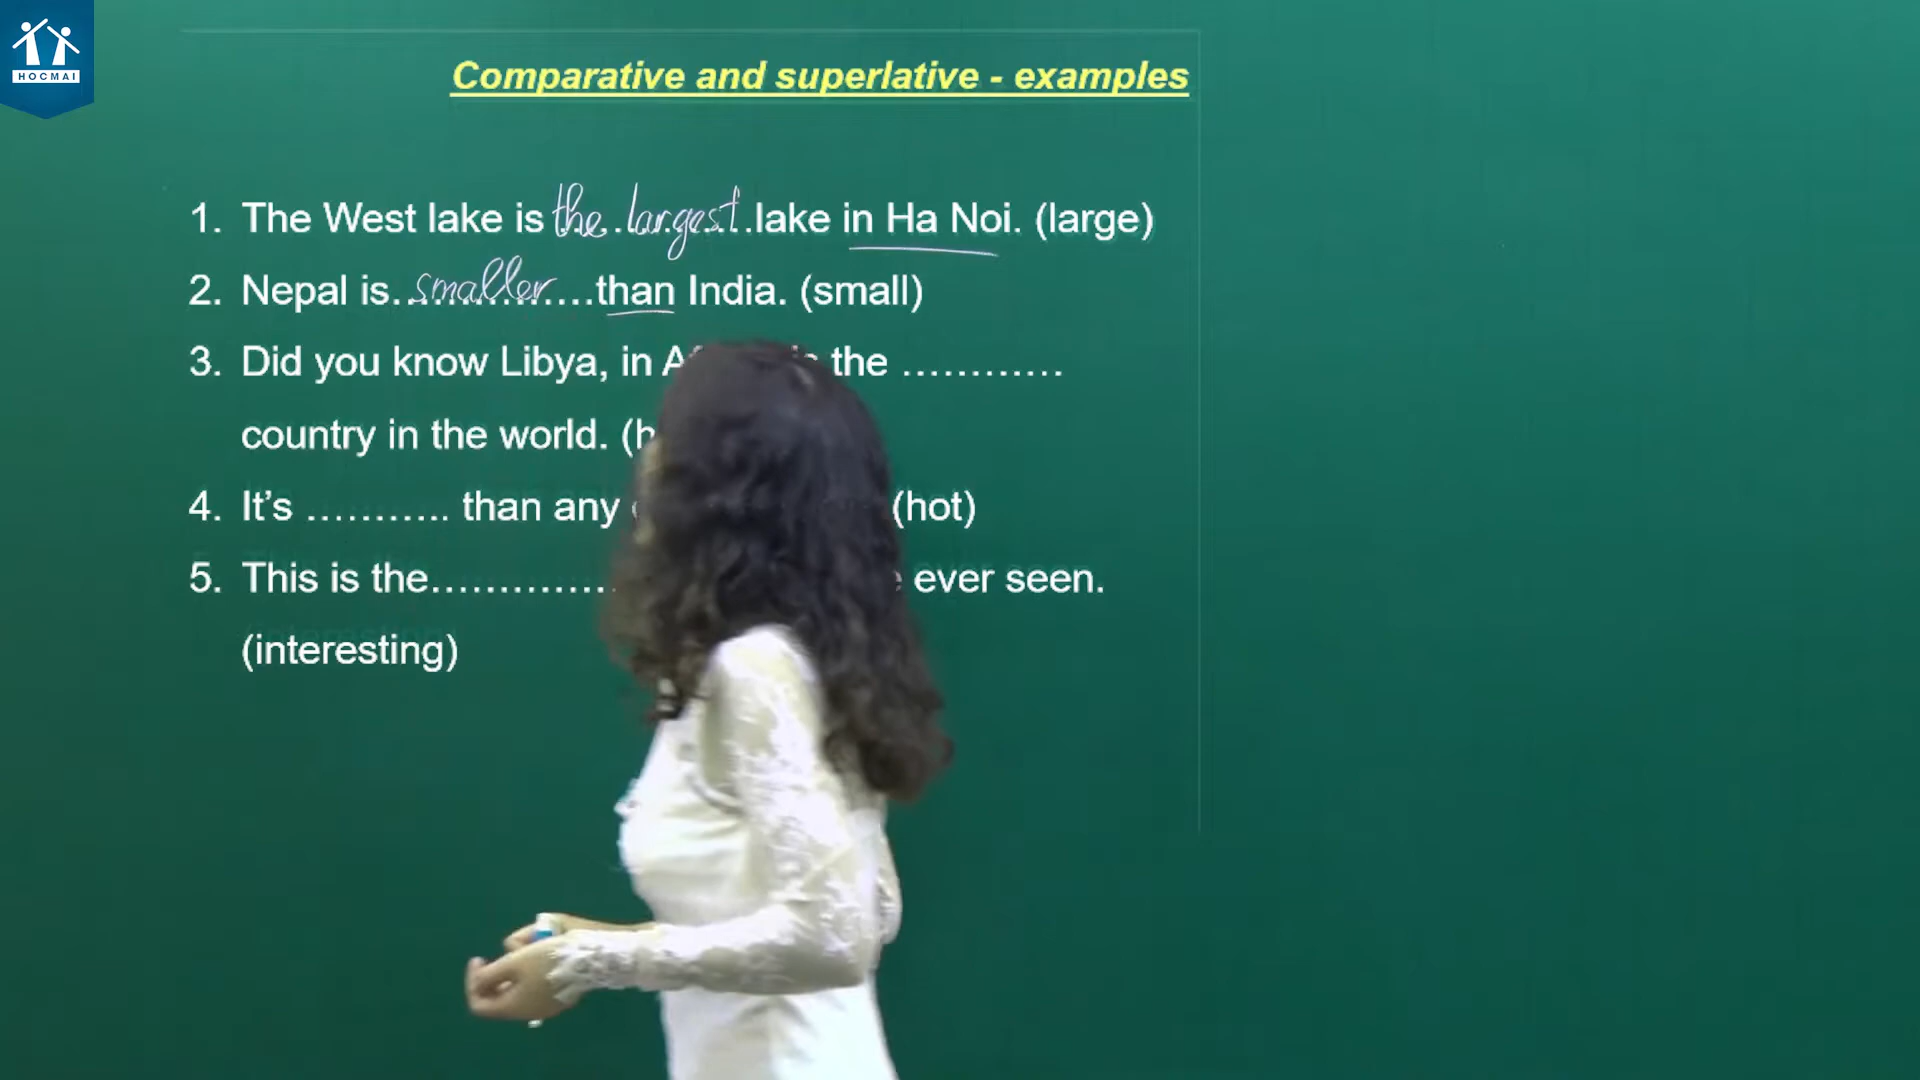 HOCMAI
Comparative and superlative - examples
1. The West lake is the largest lake in Ha Noi. (large)
2. Nepal is smaller than India. (small)
3. Did you know Libya, in the …………
country in the world.
4. It’s ……….. than any (hot)
5. This is the………….. ever seen.
(interesting)